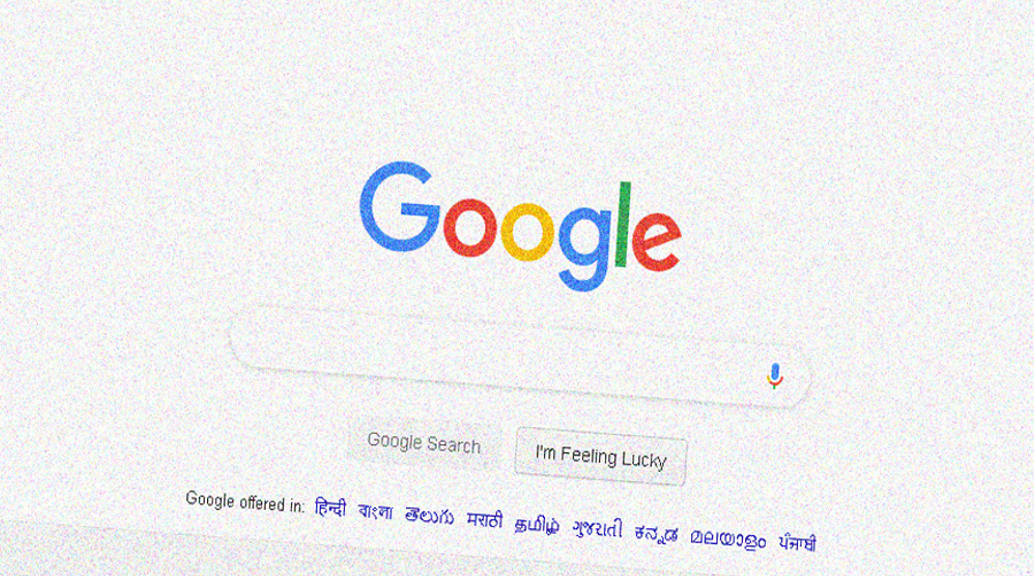 Google
Google Search
I'm Feeling Lucky
Google offered in: हिन्दी বাংলা తెలుగు मराठी தமிழ் ગુજરાતી ಕನ್ನಡ മലയാളം ਪੰਜਾਬੀ